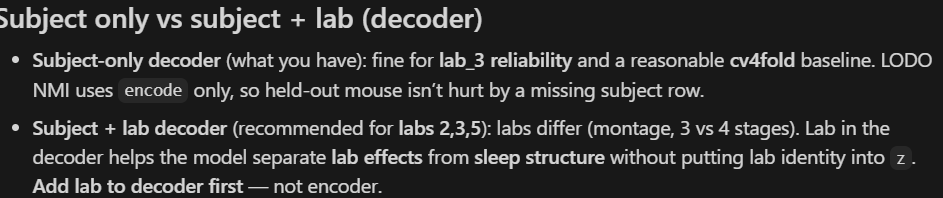 Subject only vs subject + lab (decoder)
• Subject-only decoder (what you have): fine for lab_3 reliability and a reasonable cv4fold baseline. LODO
NMI uses encode only, so held-out mouse isn’t hurt by a missing subject row.
• Subject + lab decoder (recommended for labs 2,3,5): labs differ (montage, 3 vs 4 stages). Lab in the
decoder helps the model separate lab effects from sleep structure without putting lab identity into z.
Add lab to decoder first — not encoder.